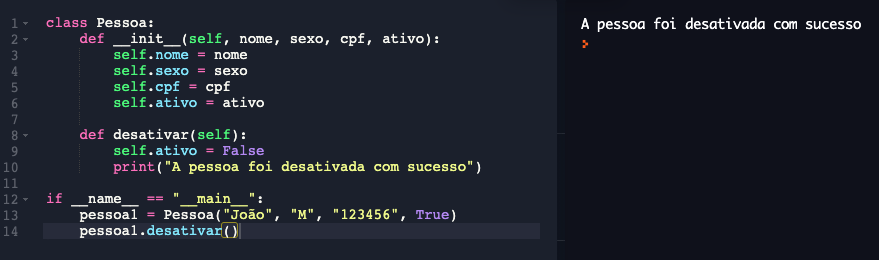 1 class Pessoa:
2     def __init__(self, nome, sexo, cpf, ativo):
3         self.nome = nome
4         self.sexo = sexo
5         self.cpf = cpf
6         self.ativo = ativo
7
8     def desativar(self):
9         self.ativo = False
10         print("A pessoa foi desativada com sucesso")
11
12 if __name__ == "__main__":
13     pessoa1 = Pessoa("João", "M", "123456", True)
14     pessoa1.desativar()
A pessoa foi desativada com sucesso
>